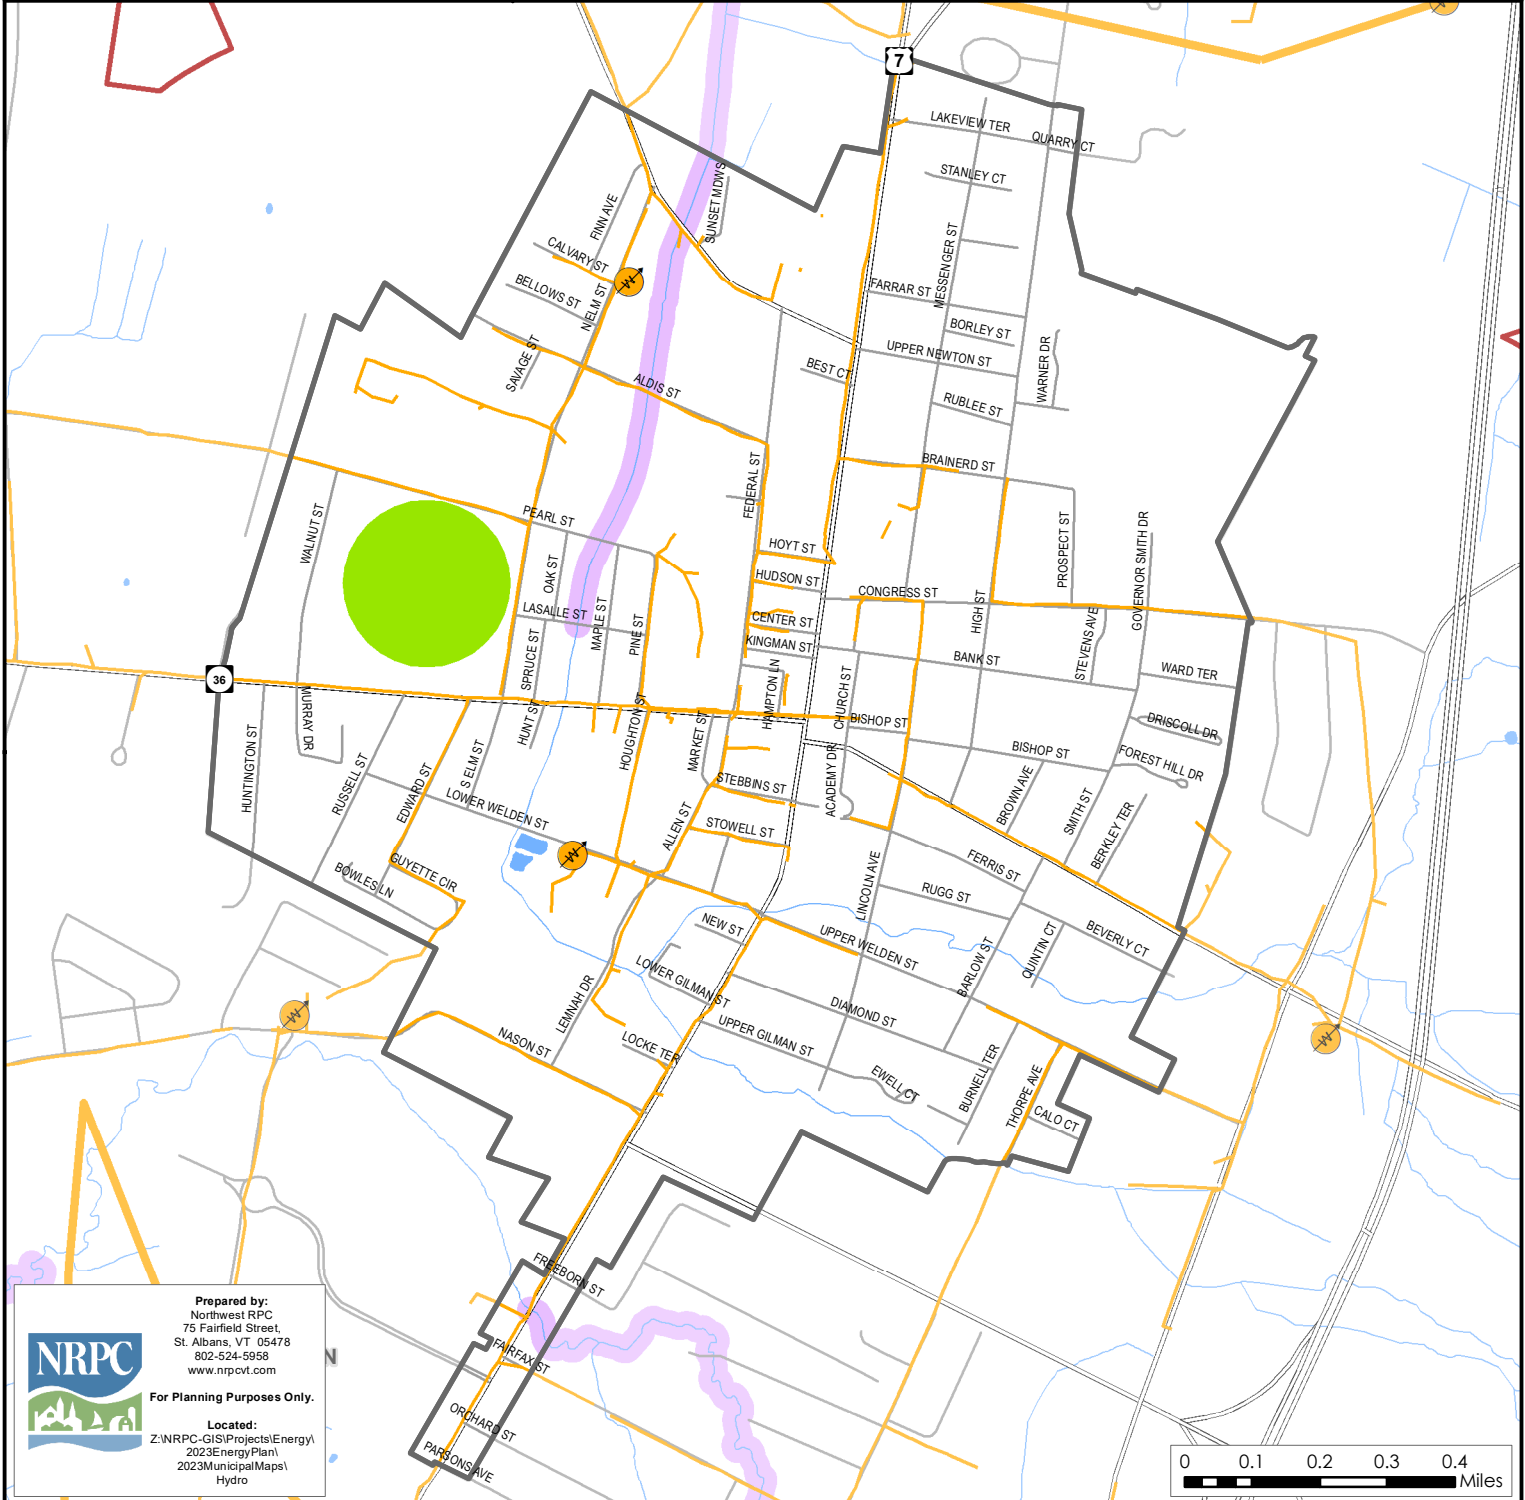 7
LAKEVIEW TER
QUARRY CT
STANLEY CT
SUNSET MDWS
FINN AVE
CALVARY ST
BELLOWS ST
N ELM ST
W
MESSENGER ST
FARRAR ST
BORLEY ST
UPPER NEWTON ST
WARNER DR
BEST CT
RUBLEE ST
SAVAGE ST
ALDIS ST
FEDERAL ST
BRAINERD ST
WALNUT ST
PEARL ST
OAK ST
HOYT ST
HUDSON ST
CONGRESS ST
PROSPECT ST
GOVERNOR SMITH DR
HIGH ST
LASALLE ST
MAPLE ST
PINE ST
SPRUCE ST
CENTER ST
KINGMAN ST
BANK ST
STEVENS AVE
WARD TER
36
MURRAY DR
HUNTINGTON ST
HUNT ST
HOUGHTON ST
MARKET ST
HAMPTON LN
CHURCH ST
BISHOP ST
BISHOP ST
DRISCOLL DR
FOREST HILL DR
RUSSELL ST
EDWARD ST
S ELM ST
LOWER WELDEN ST
STEBBINS ST
ACADEMY DR
BROWN AVE
SMITH ST
BERKLEY TER
ALLEN ST
STOWELL ST
W
BOWLES LN
GUYETTE CIR
LINCOLN AVE
FERRIS ST
RUGG ST
NEW ST
UPPER WELDEN ST
BARLOW ST
QUINTIN CT
BEVERLY CT
LOWER GILMAN ST
LEMNAH DR
DIAMOND ST
W
W
NASON ST
LOCKE TER
UPPER GILMAN ST
EWELL CT
BURNELL TER
THORPE AVE
CALO CT
FREEBORN ST
FAIRFAX ST
ORCHARD ST
PARSONS AVE
N
Prepared by:
Northwest RPC
75 Fairfield Street,
St. Albans, VT 05478
802-524-5958
www.nrpcvt.com
NRPC
For Planning Purposes Only.
Located:
Z:\NRPC-GIS\Projects\Energy\
2023EnergyPlan\
2023MunicipalMaps\
Hydro
0 0.1 0.2 0.3 0.4
Miles